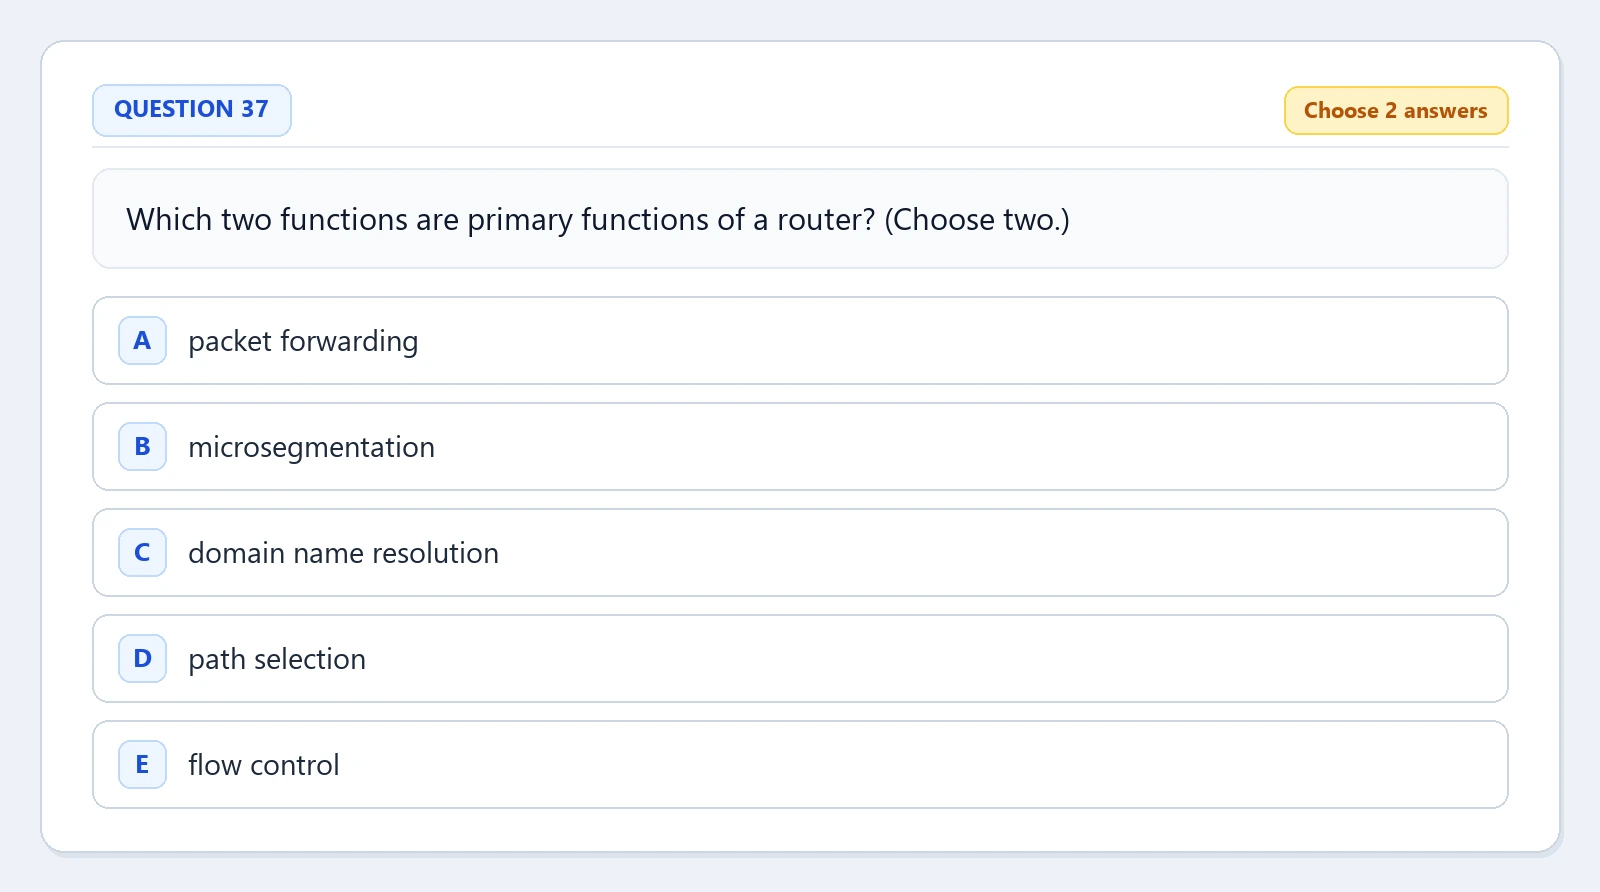 QUESTION 37
Choose 2 answers
Which two functions are primary functions of a router? (Choose two.)
A packet forwarding
B microsegmentation
C domain name resolution
D path selection
E flow control